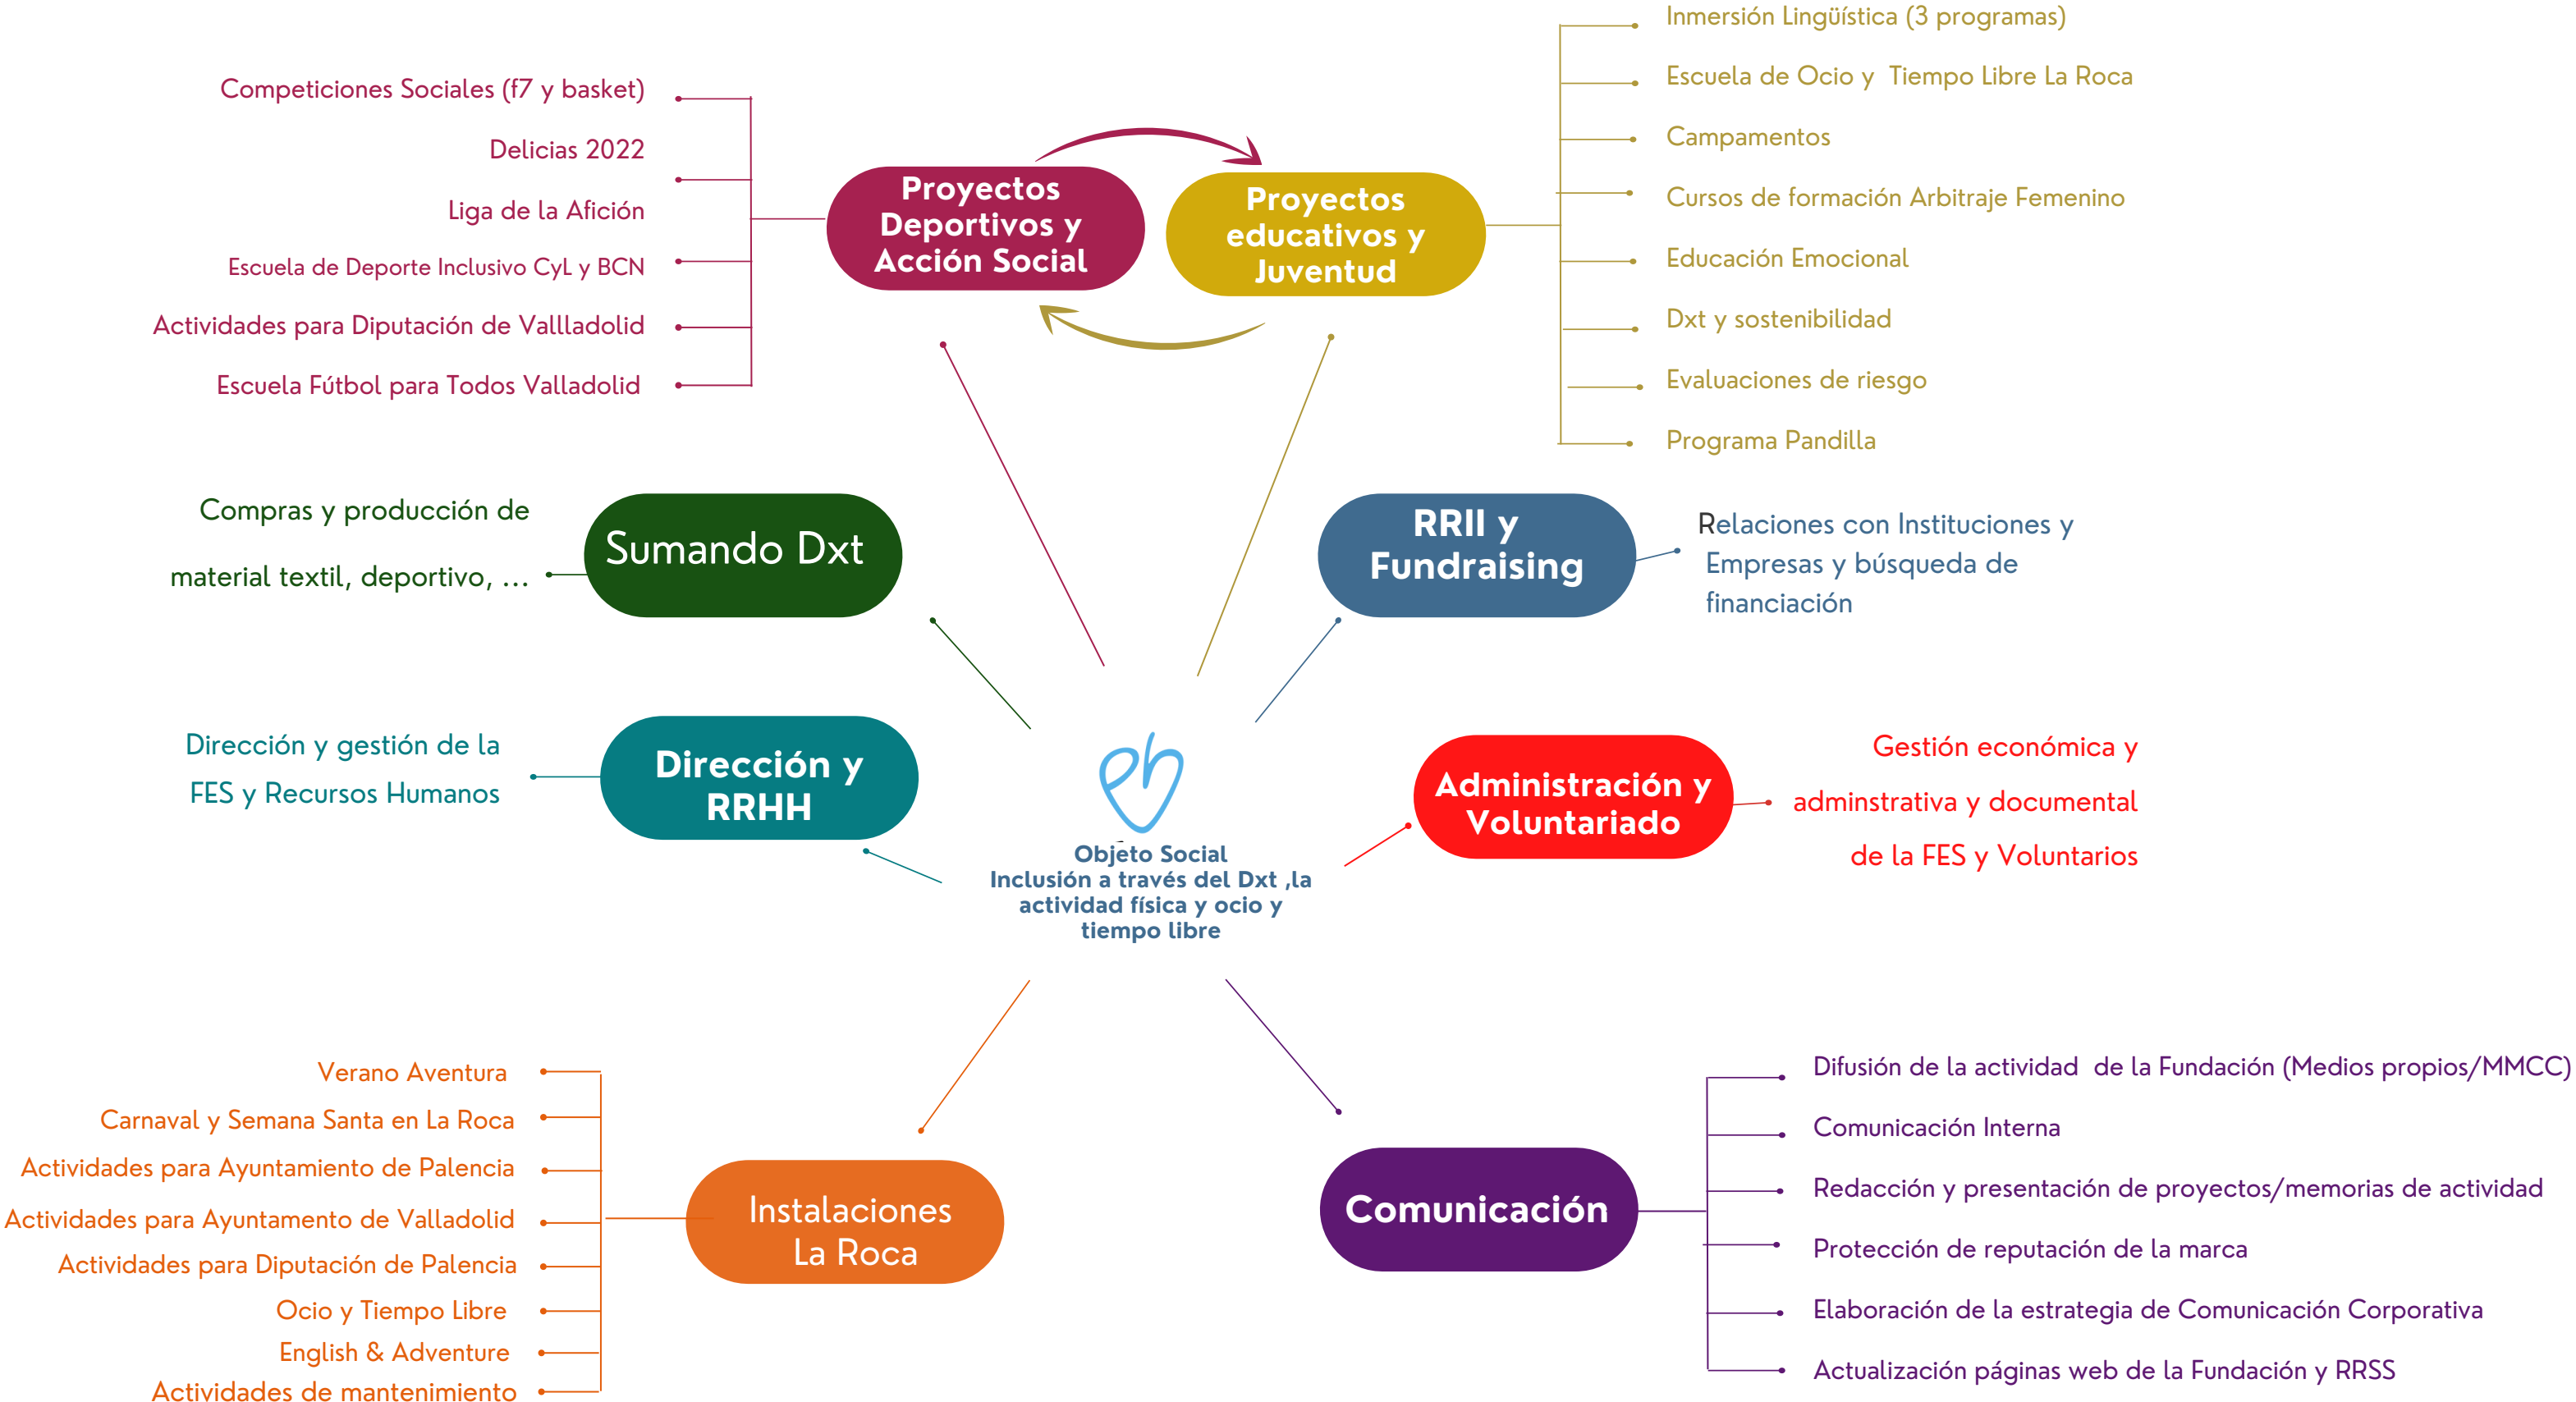 Competiciones Sociales (f7 y basket)
Delicias 2022
Liga de la Afición
Escuela de Deporte Inclusivo CyL y BCN
Actividades para Diputación de Vallladolid
Escuela Fútbol para Todos Valladolid
Proyectos
Deportivos y
Acción Social
Proyectos
educativos y
Juventud
Inmersión Lingüística (3 programas)
Escuela de Ocio y Tiempo Libre La Roca
Campamentos
Cursos de formación Arbitraje Femenino
Educación Emocional
Dxt y sostenibilidad
Evaluaciones de riesgo
Programa Pandilla
Compras y producción de
material textil, deportivo, ...
Sumando Dxt
RRII y
Fundraising
Relaciones con Instituciones y
Empresas y búsqueda de
financiación
Dirección y gestión de la
FES y Recursos Humanos
Dirección y
RRHH
Objeto Social
Inclusión a través del Dxt ,la
actividad física y ocio y
tiempo libre
Administración y
Voluntariado
Gestión económica y
adminstrativa y documental
de la FES y Voluntarios
Verano Aventura
Carnaval y Semana Santa en La Roca
Actividades para Ayuntamiento de Palencia
Actividades para Ayuntamento de Valladolid
Actividades para Diputación de Palencia
Ocio y Tiempo Libre
English & Adventure
Actividades de mantenimiento
Instalaciones
La Roca
Comunicación
Difusión de la actividad de la Fundación (Medios propios/MMCC)
Comunicación Interna
Redacción y presentación de proyectos/memorias de actividad
Protección de reputación de la marca
Elaboración de la estrategia de Comunicación Corporativa
Actualización páginas web de la Fundación y RRSS